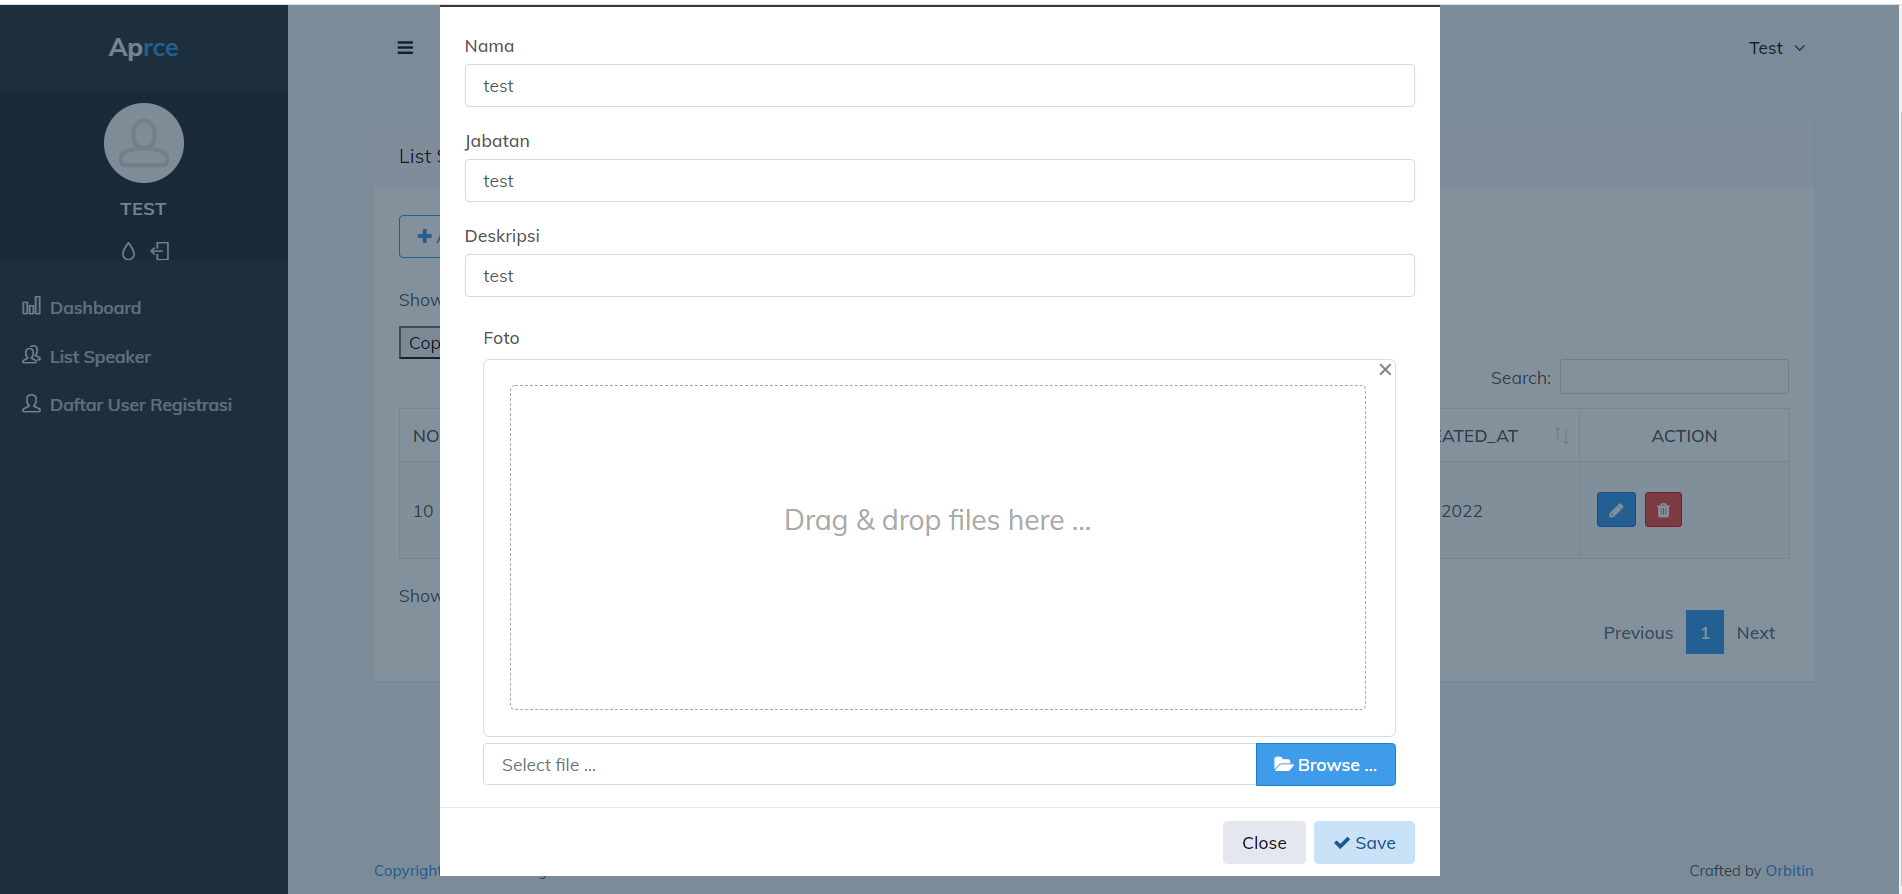 Aprce
TEST
Dashboard
List Speaker
Daftar User Registrasi
Test
List
Show
Cop
NO
10
Show
Copyright
Nama
test
Jabatan
test
Deskripsi
test
Foto
Drag & drop files here ...
Select file ...
Browse ...
Close
Save
Search:
EATED_AT
ACTION
2022
Previous
1
Next
Crafted by Orbitin